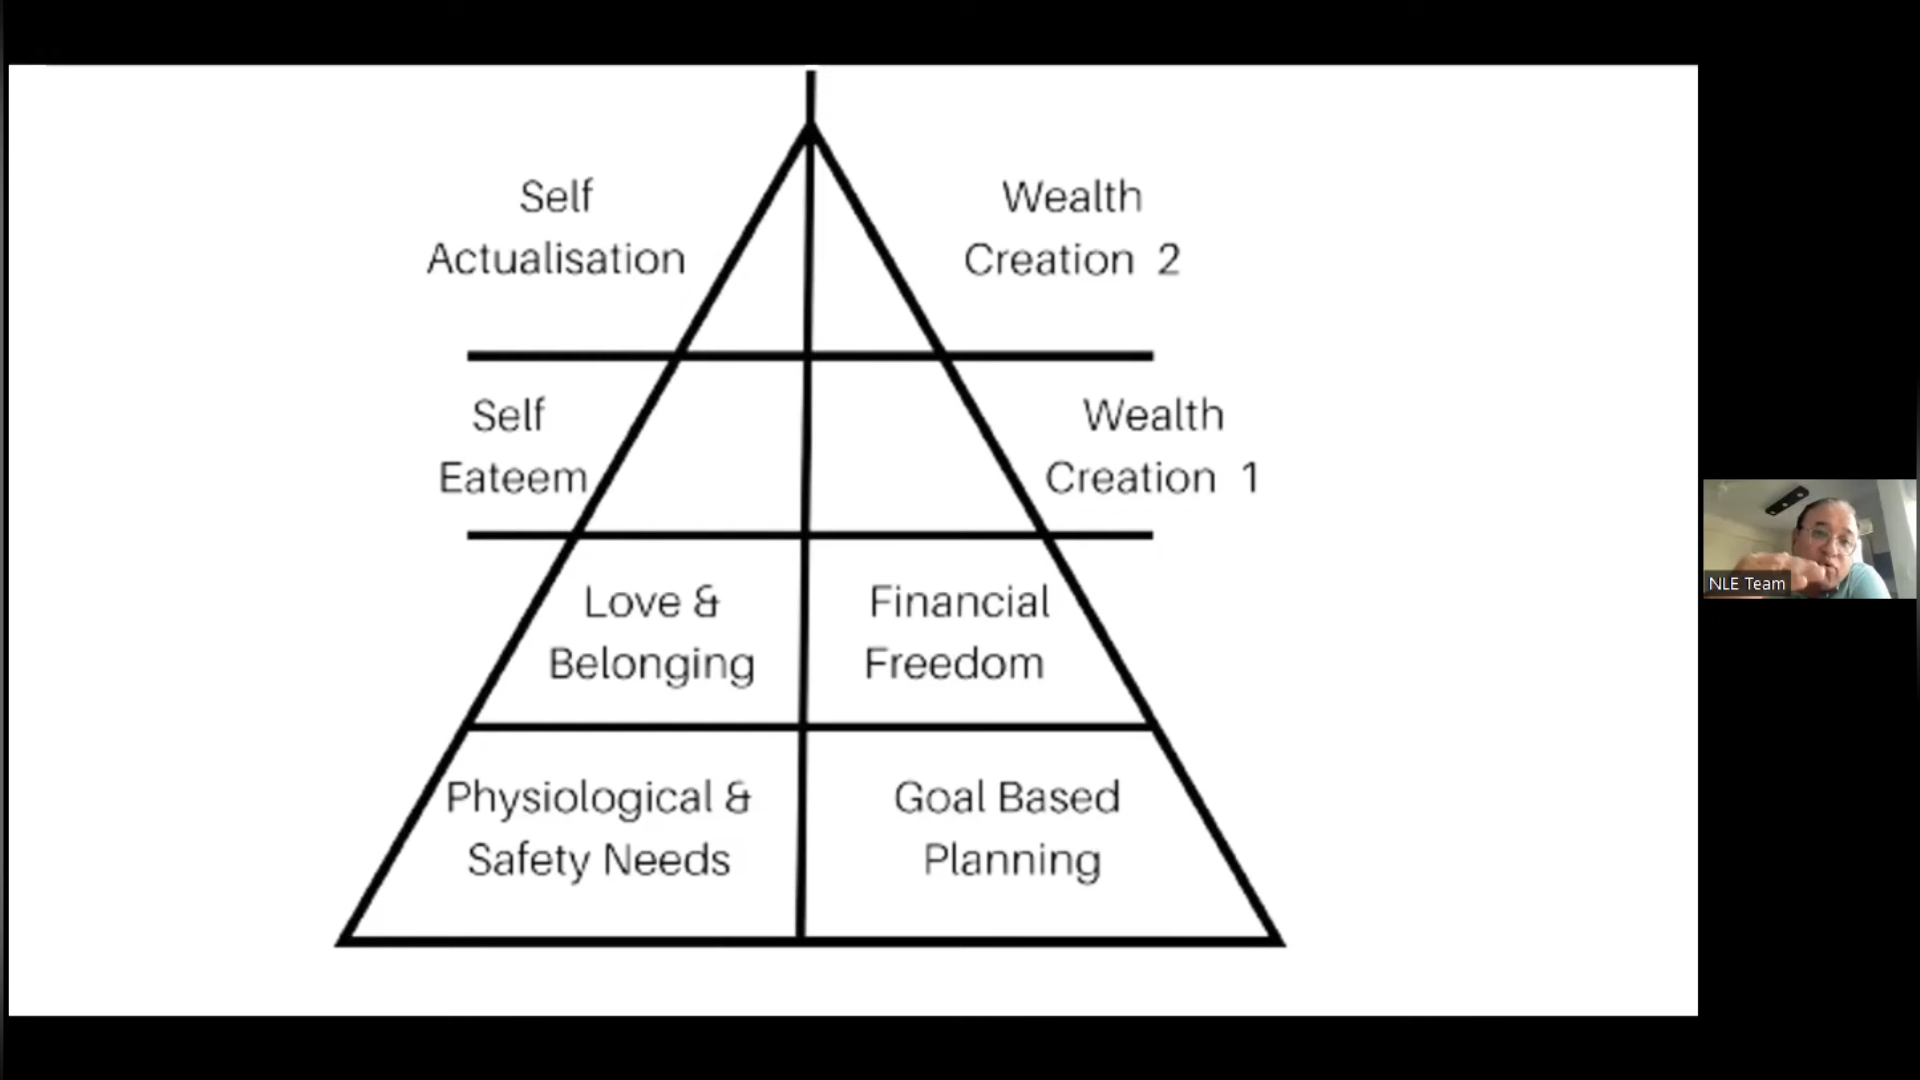 Self
Actualisation
Wealth
Creation 2
Self
Eateem
Wealth
Creation 1
Love &
Belonging
Financial
Freedom
Physiological &
Safety Needs
Goal Based
Planning
NLE Team